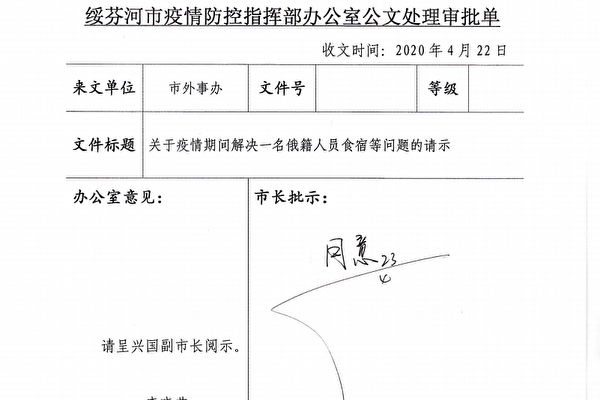 绥芬河市疫情防控指挥部办公室公文处理审批单
收文时间：2020 年 4 月 22 日
来文单位 市外事办 文件号 等级
文件标题 关于疫情期间解决一名俄籍人员食宿等问题的请示
办公室意见： 市长批示：
同意 23/4
请呈兴国副市长阅示。